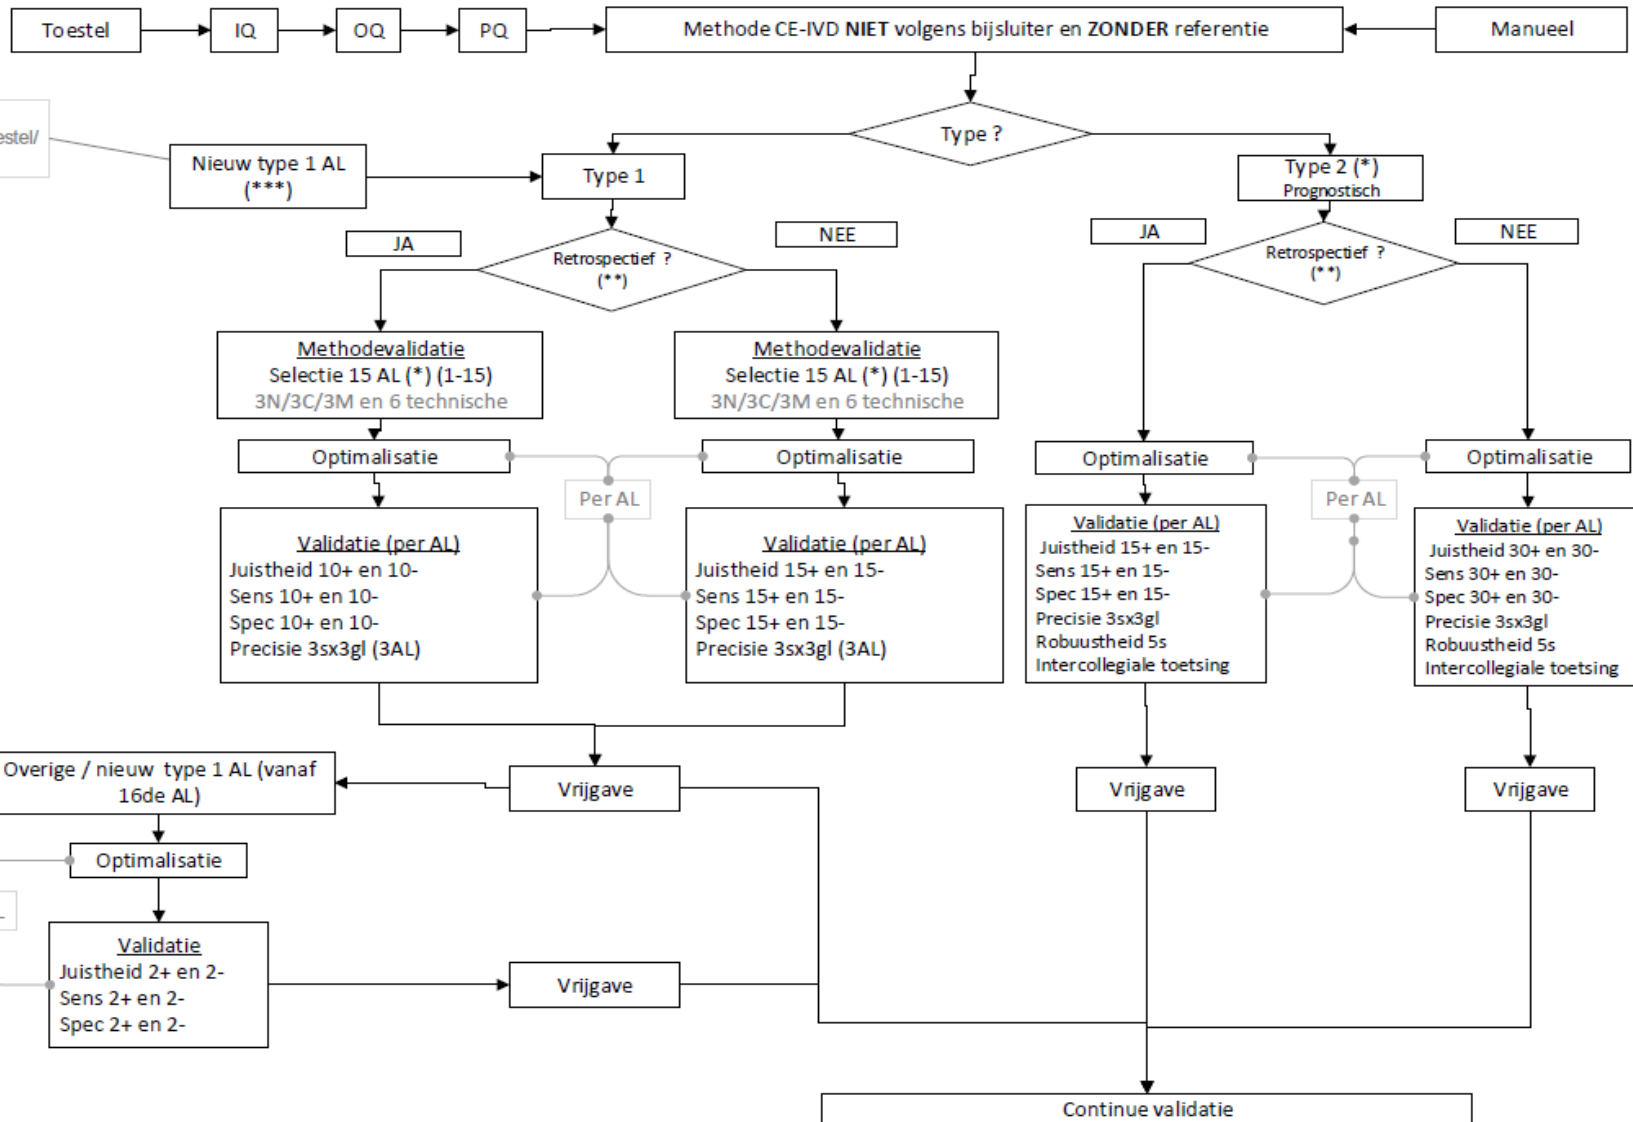 Toestel
IQ
OQ
PQ
Methode CE-IVD NIET volgens bijsluiter en ZONDER referentie
Manueel
Type ?
estel/
Nieuw type 1 AL
(***)
Type 1
Type 2 (*)
Prognostisch
JA
NEE
Retrospectief ?
(**)
JA
NEE
Retrospectief ?
(**)
Methodevalidatie
Selectie 15 AL (*) (1-15)
3N/3C/3M en 6 technische
Methodevalidatie
Selectie 15 AL (*) (1-15)
3N/3C/3M en 6 technische
Optimalisatie
Optimalisatie
Optimalisatie
Optimalisatie
Per AL
Per AL
Validatie (per AL)
Juistheid 10+ en 10-
Sens 10+ en 10-
Spec 10+ en 10-
Precisie 3sx3gl (3AL)
Validatie (per AL)
Juistheid 15+ en 15-
Sens 15+ en 15-
Spec 15+ en 15-
Precisie 3sx3gl (3AL)
Validatie (per AL)
Juistheid 15+ en 15-
Sens 15+ en 15-
Spec 15+ en 15-
Precisie 3sx3gl
Robuustheid 5s
Intercollegiale toetsing
Validatie (per AL)
Juistheid 30+ en 30-
Sens 30+ en 30-
Spec 30+ en 30-
Precisie 3sx3gl
Robuustheid 5s
Intercollegiale toetsing
Overige / nieuw type 1 AL (vanaf
16de AL)
Vrijgave
Vrijgave
Vrijgave
Optimalisatie
Validatie
Juistheid 2+ en 2-
Sens 2+ en 2-
Spec 2+ en 2-
Vrijgave
Continue validatie